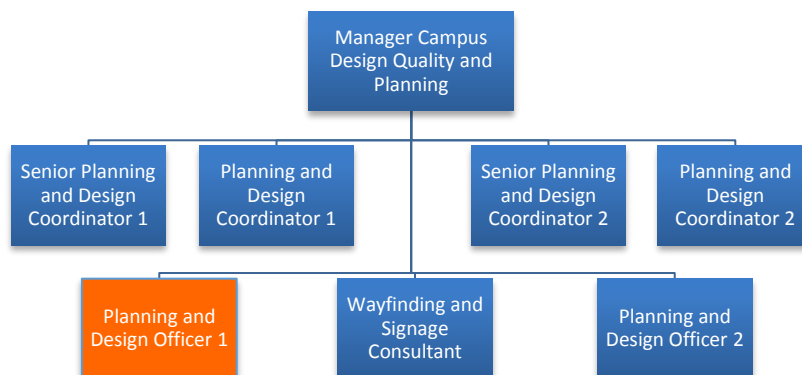 Manager Campus
Design Quality and
Planning
Senior Planning
and Design
Coordinator 1
Planning and
Design
Coordinator 1
Senior Planning
and Design
Coordinator 2
Planning and
Design
Coordinator 2
Planning and
Design Officer 1
Wayfinding and
Signage
Consultant
Planning and
Design Officer 2